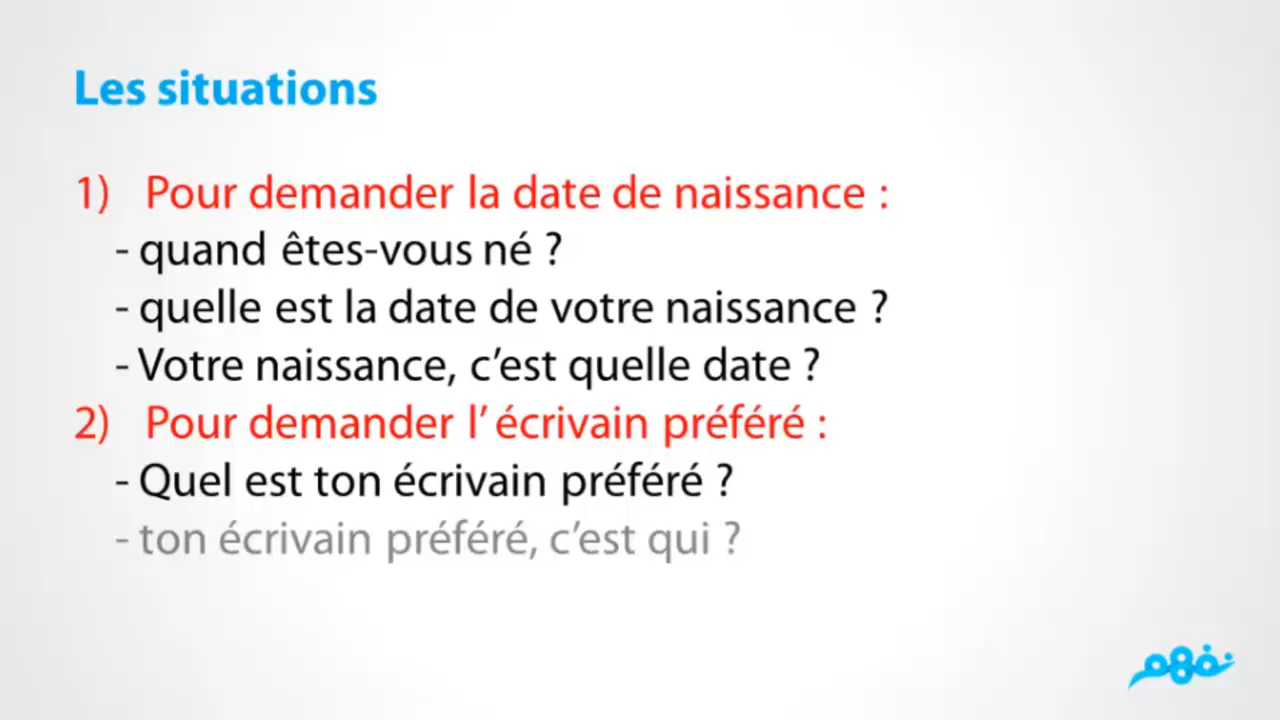 Les situations
1) Pour demander la date de naissance :
- quand êtes-vous né ?
- quelle est la date de votre naissance ?
- Votre naissance, c’est quelle date ?
2) Pour demander l’ écrivain préféré :
- Quel est ton écrivain préféré ?
- ton écrivain préféré, c’est qui ?
نفهم